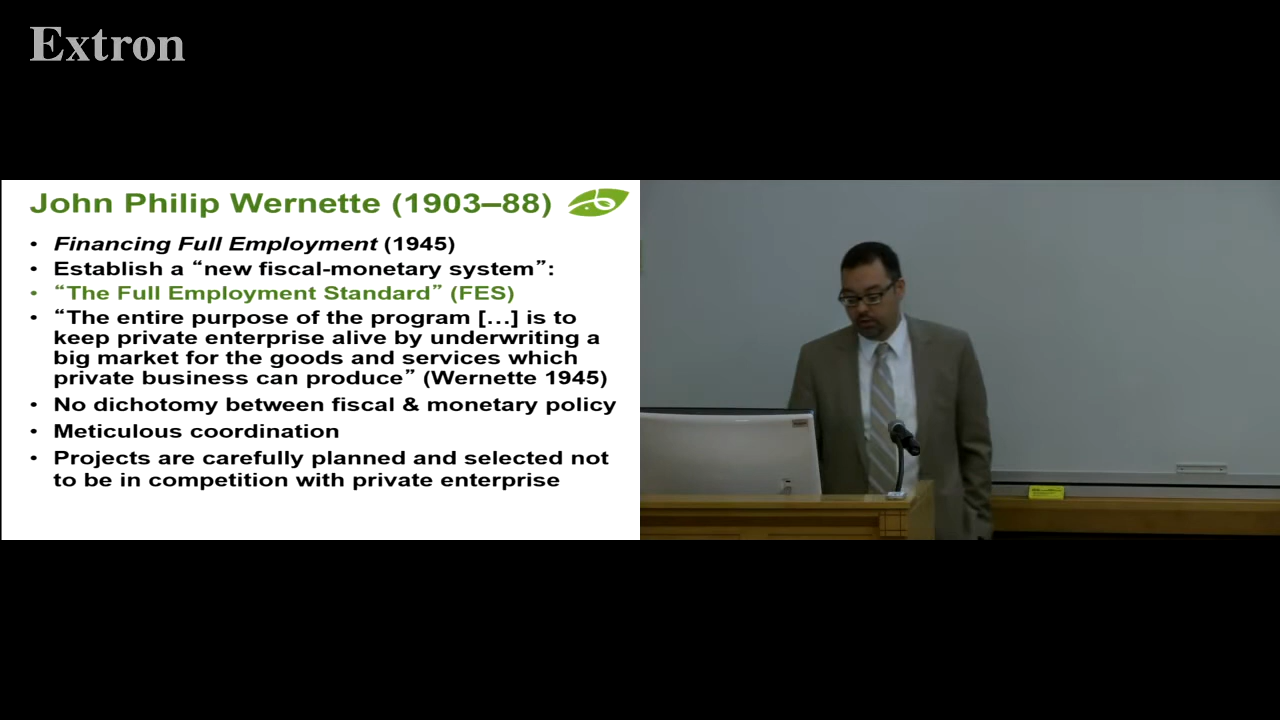 Extron
John Philip Wernette (1903–88)
• Financing Full Employment (1945)
• Establish a “new fiscal-monetary system”:
• “The Full Employment Standard” (FES)
• “The entire purpose of the program […] is to
keep private enterprise alive by underwriting a
big market for the goods and services which
private business can produce” (Wernette 1945)
• No dichotomy between fiscal & monetary policy
• Meticulous coordination
• Projects are carefully planned and selected not
to be in competition with private enterprise